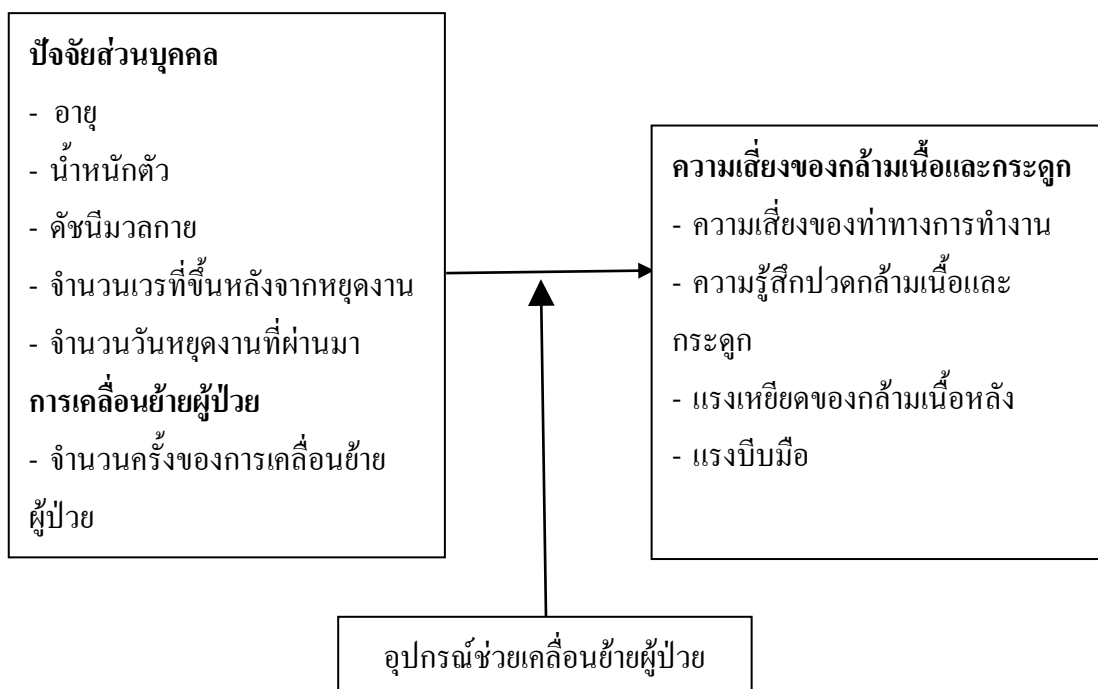 ปัจจัยส่วนบุคคล
- อายุ
- น้ำหนักตัว
- ดัชนีมวลกาย
- จำนวนเวรที่ขึ้นหลังจากหยุดงาน
- จำนวนวันหยุดงานที่ผ่านมา
การเคลื่อนย้ายผู้ป่วย
- จำนวนครั้งของการเคลื่อนย้าย
ผู้ป่วย
ความเสี่ยงของกล้ามเนื้อและกระดูก
- ความเสี่ยงของท่าทางการทำงาน
- ความรู้สึกปวดกล้ามเนื้อและ
กระดูก
- แรงเหยียดของกล้ามเนื้อหลัง
- แรงบีบมือ
อุปกรณ์ช่วยเคลื่อนย้ายผู้ป่วย